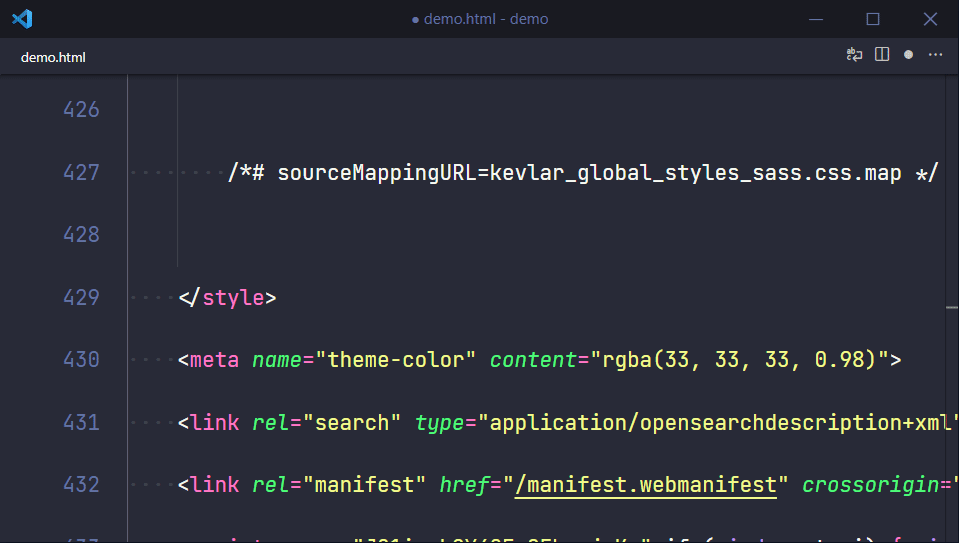 ● demo.html - demo
demo.html
426
427 /*# sourceMappingURL=kevlar_global_styles_sass.css.map */
428
429 </style>
430 <meta name="theme-color" content="rgba(33, 33, 33, 0.98)">
431 <link rel="search" type="application/opensearchdescription+xml"
432 <link rel="manifest" href="/manifest.webmanifest" crossorigin="